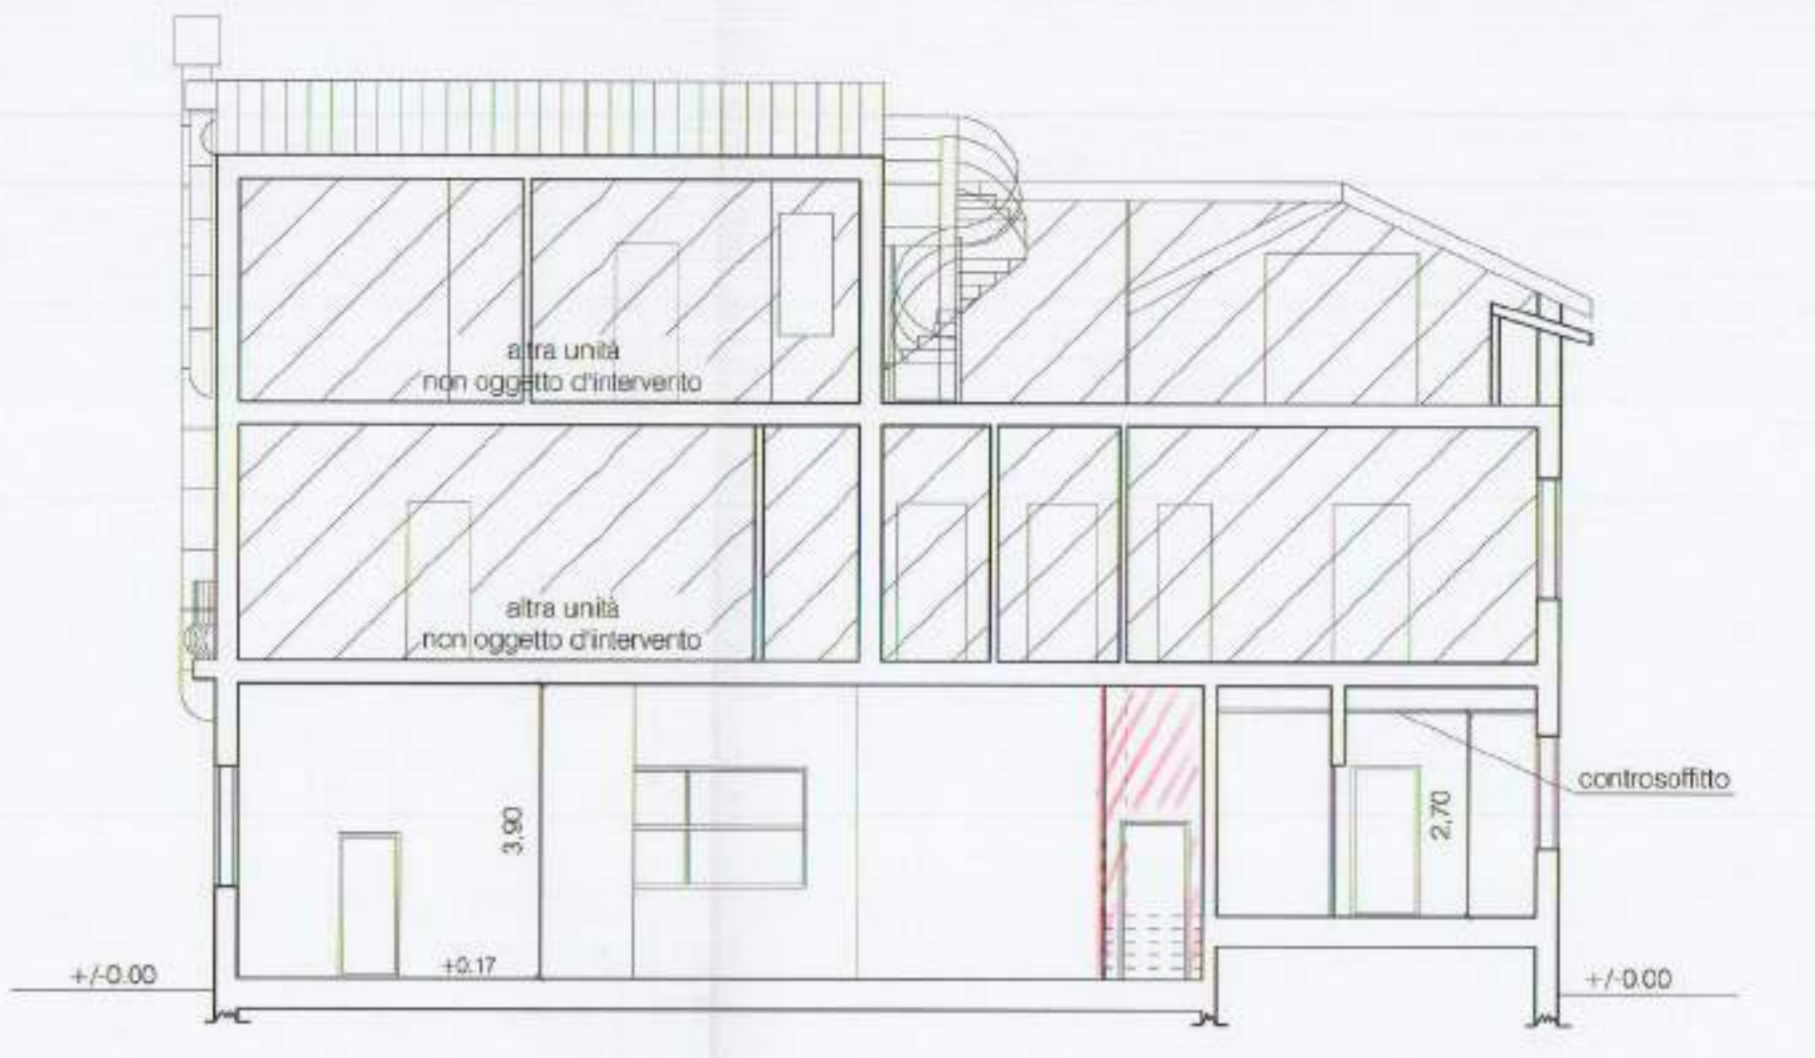 altra unità
non oggetto d'intervento
altra unità
non oggetto d'intervento
controsoffitto
3,90
2,70
+0.17
+/-0.00
+/-0.00